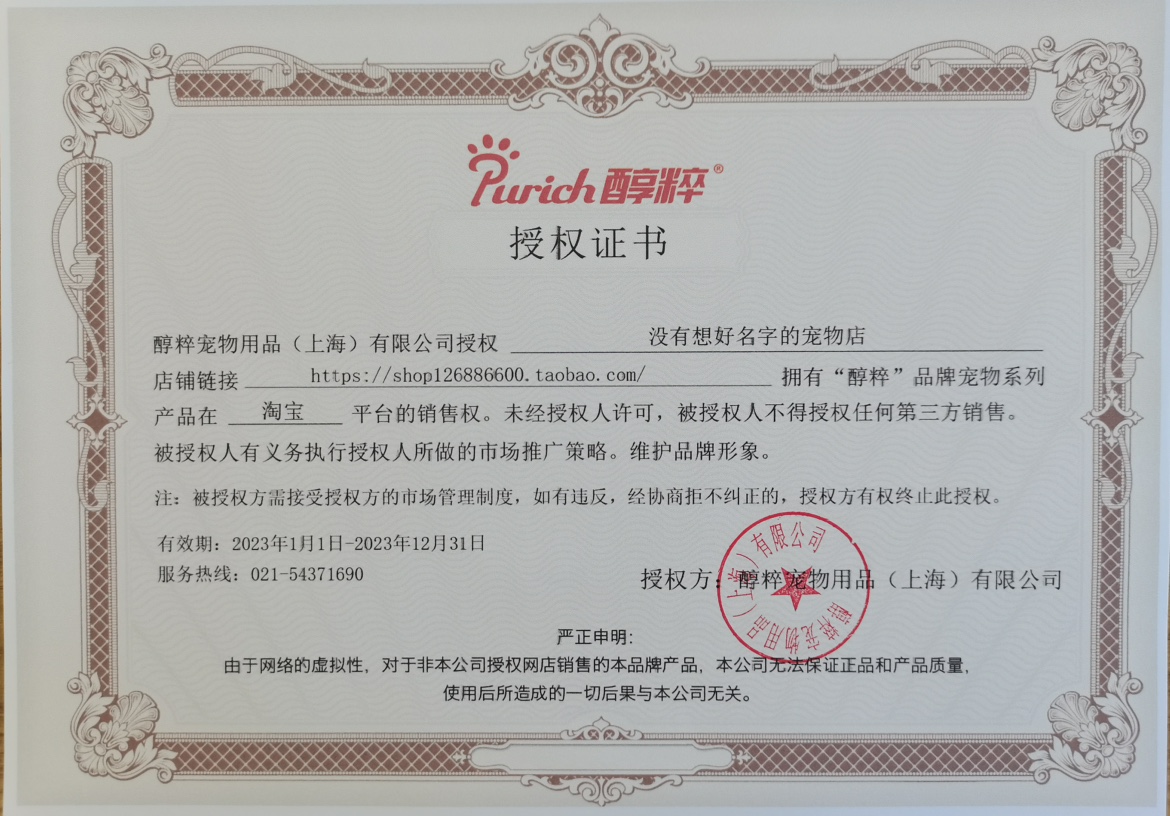 Purich醇粹®
授权证书
醇粹宠物用品（上海）有限公司授权 没有想好名字的宠物店
店铺链接 https://shop126886600.taobao.com/ 拥有“醇粹”品牌宠物系列
产品在 淘宝 平台的销售权。未经授权人许可，被授权人不得授权任何第三方销售。
被授权人有义务执行授权人所做的市场推广策略。维护品牌形象。
注：被授权方需接受授权方的市场管理制度，如有违反，经协商拒不纠正的，授权方有权终止此授权。
有效期：2023年1月1日-2023年12月31日
服务热线：021-54371690
授权方：醇粹宠物用品（上海）有限公司
醇粹宠物用品（上海）有限公司
严正申明：
由于网络的虚拟性，对于非本公司授权网店销售的本品牌产品，本公司无法保证正品和产品质量，
使用后所造成的一切后果与本公司无关。